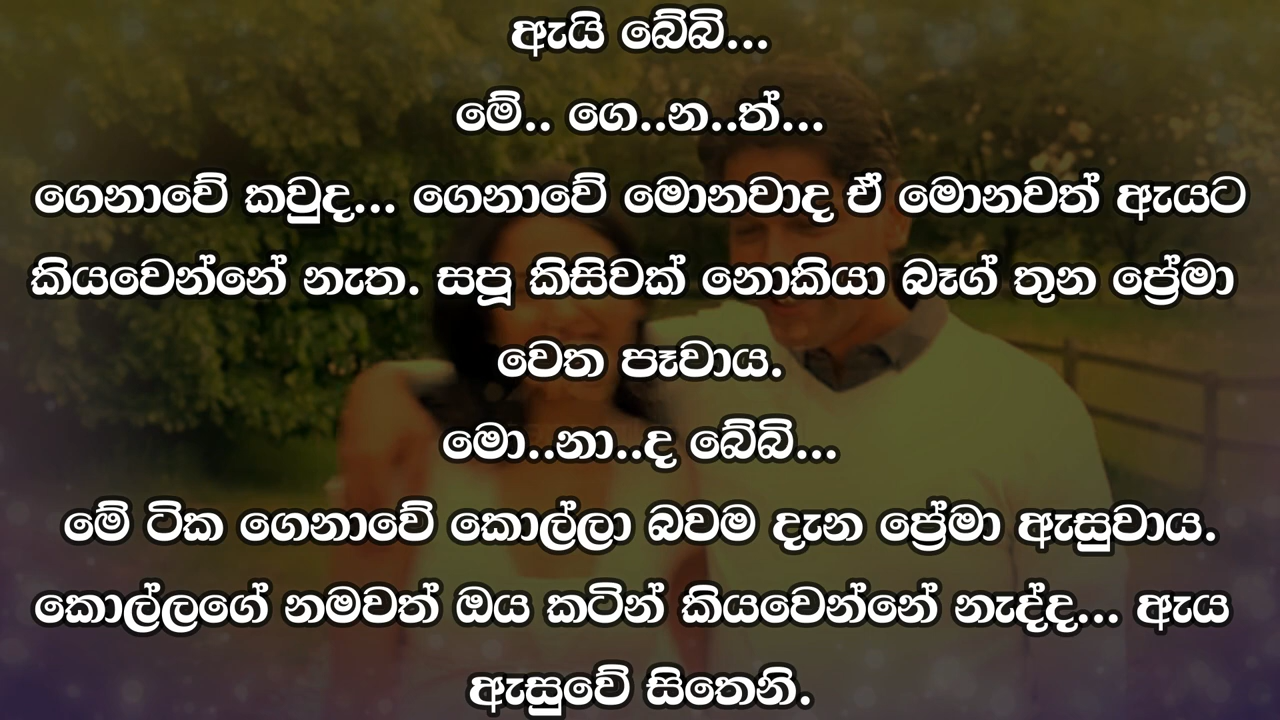 ඇයි බේබි...
මේ.. ගෙ..න..ත්...
ගෙනාවේ කවුද... ගෙනාවේ මොනවාද ඒ මොනවත් ඇයට
කියවෙන්නේ නැත. සපූ කිසිවක් නොකියා බෑග් තුන ප්‍රේමා
වෙත පෑවාය.
මො..නා..ද බේබි...
මේ ටික ගෙනාවේ කොල්ලා බවම දැන ප්‍රේමා ඇසුවාය.
කොල්ලගේ නමවත් ඔය කටින් කියවෙන්නේ නැද්ද... ඇය
ඇසුවේ සිතෙනි.